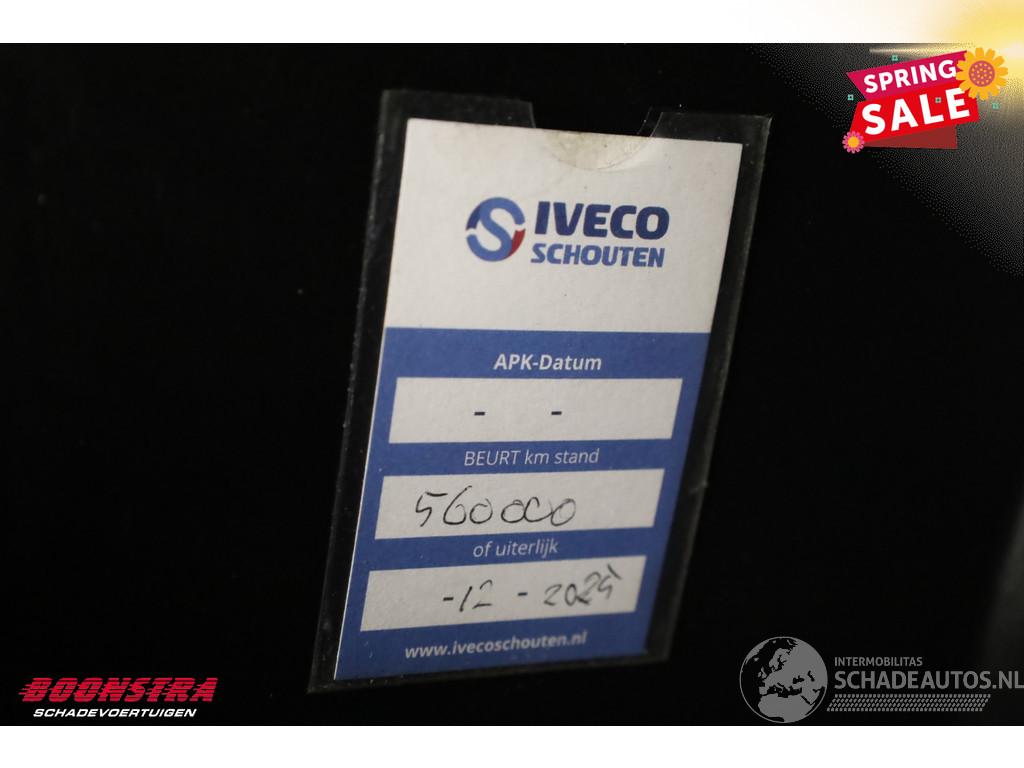 SPRING
SALE
IVECO
SCHOUTEN
APK-Datum
- -
BEURT km stand
560000
of uiterlijk
-12 - 2025
www.ivecoschouten.nl
BOONSTRA
SCHADEVOERTUIGEN
INTERMOBILITAS
SCHADEAUTOS.NL